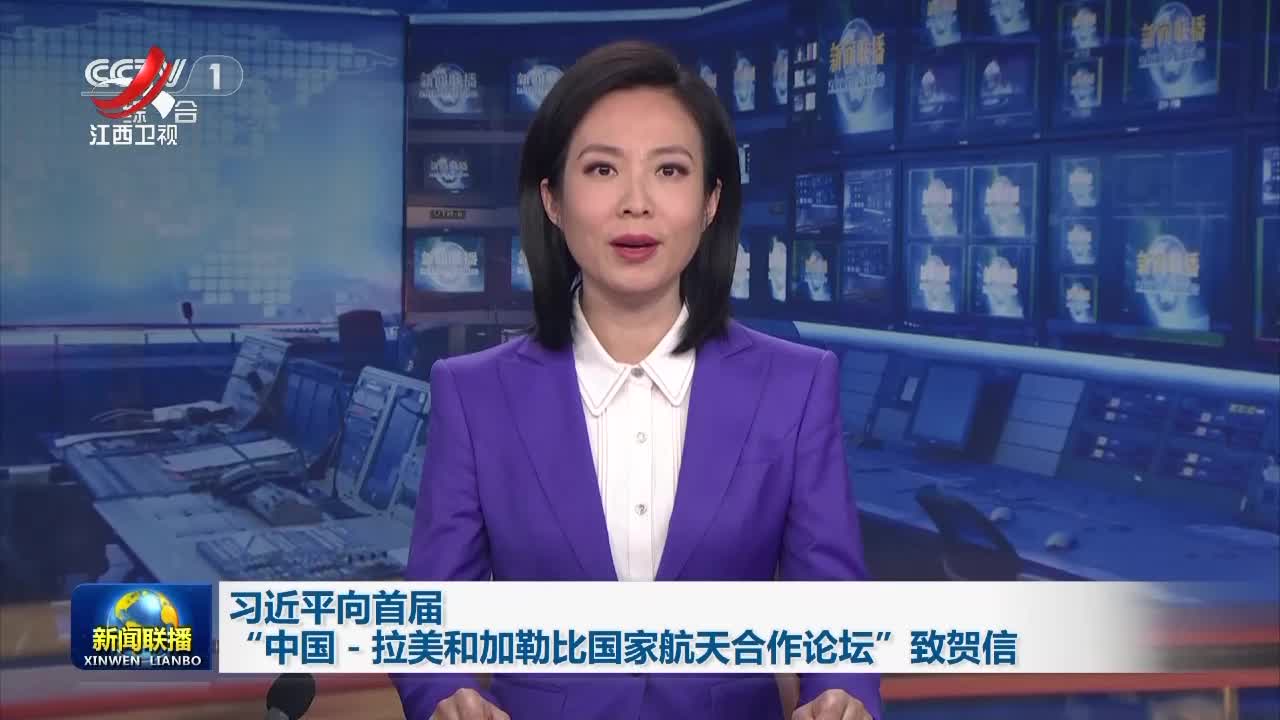 CCTV 1
综合
江西卫视
新闻联播
XINWEN LIANBO
习近平向首届
“中国-拉美和加勒比国家航天合作论坛”致贺信